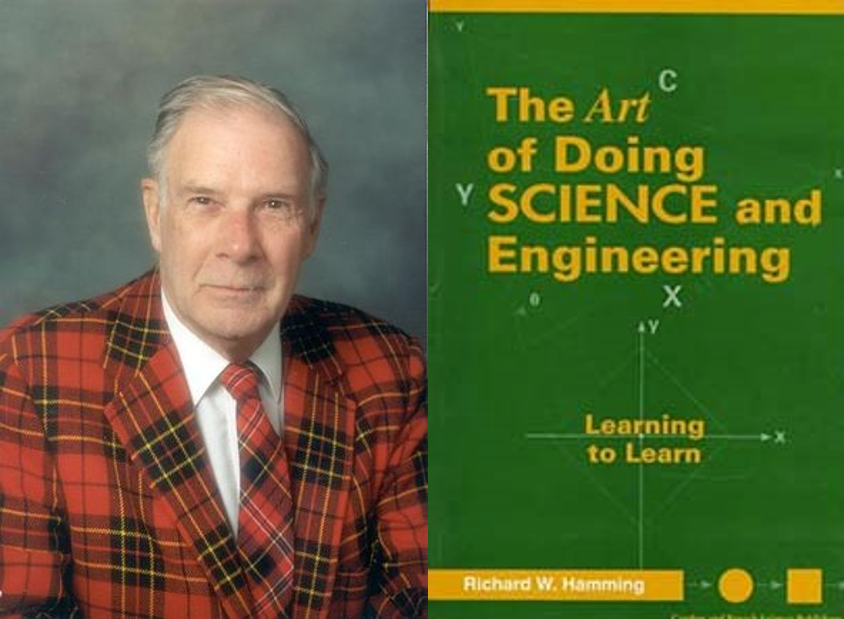 Y
C
The Art
of Doing
x
Y
SCIENCE and
Engineering
θ
X
y
Learning
x
to Learn
Richard W. Hamming